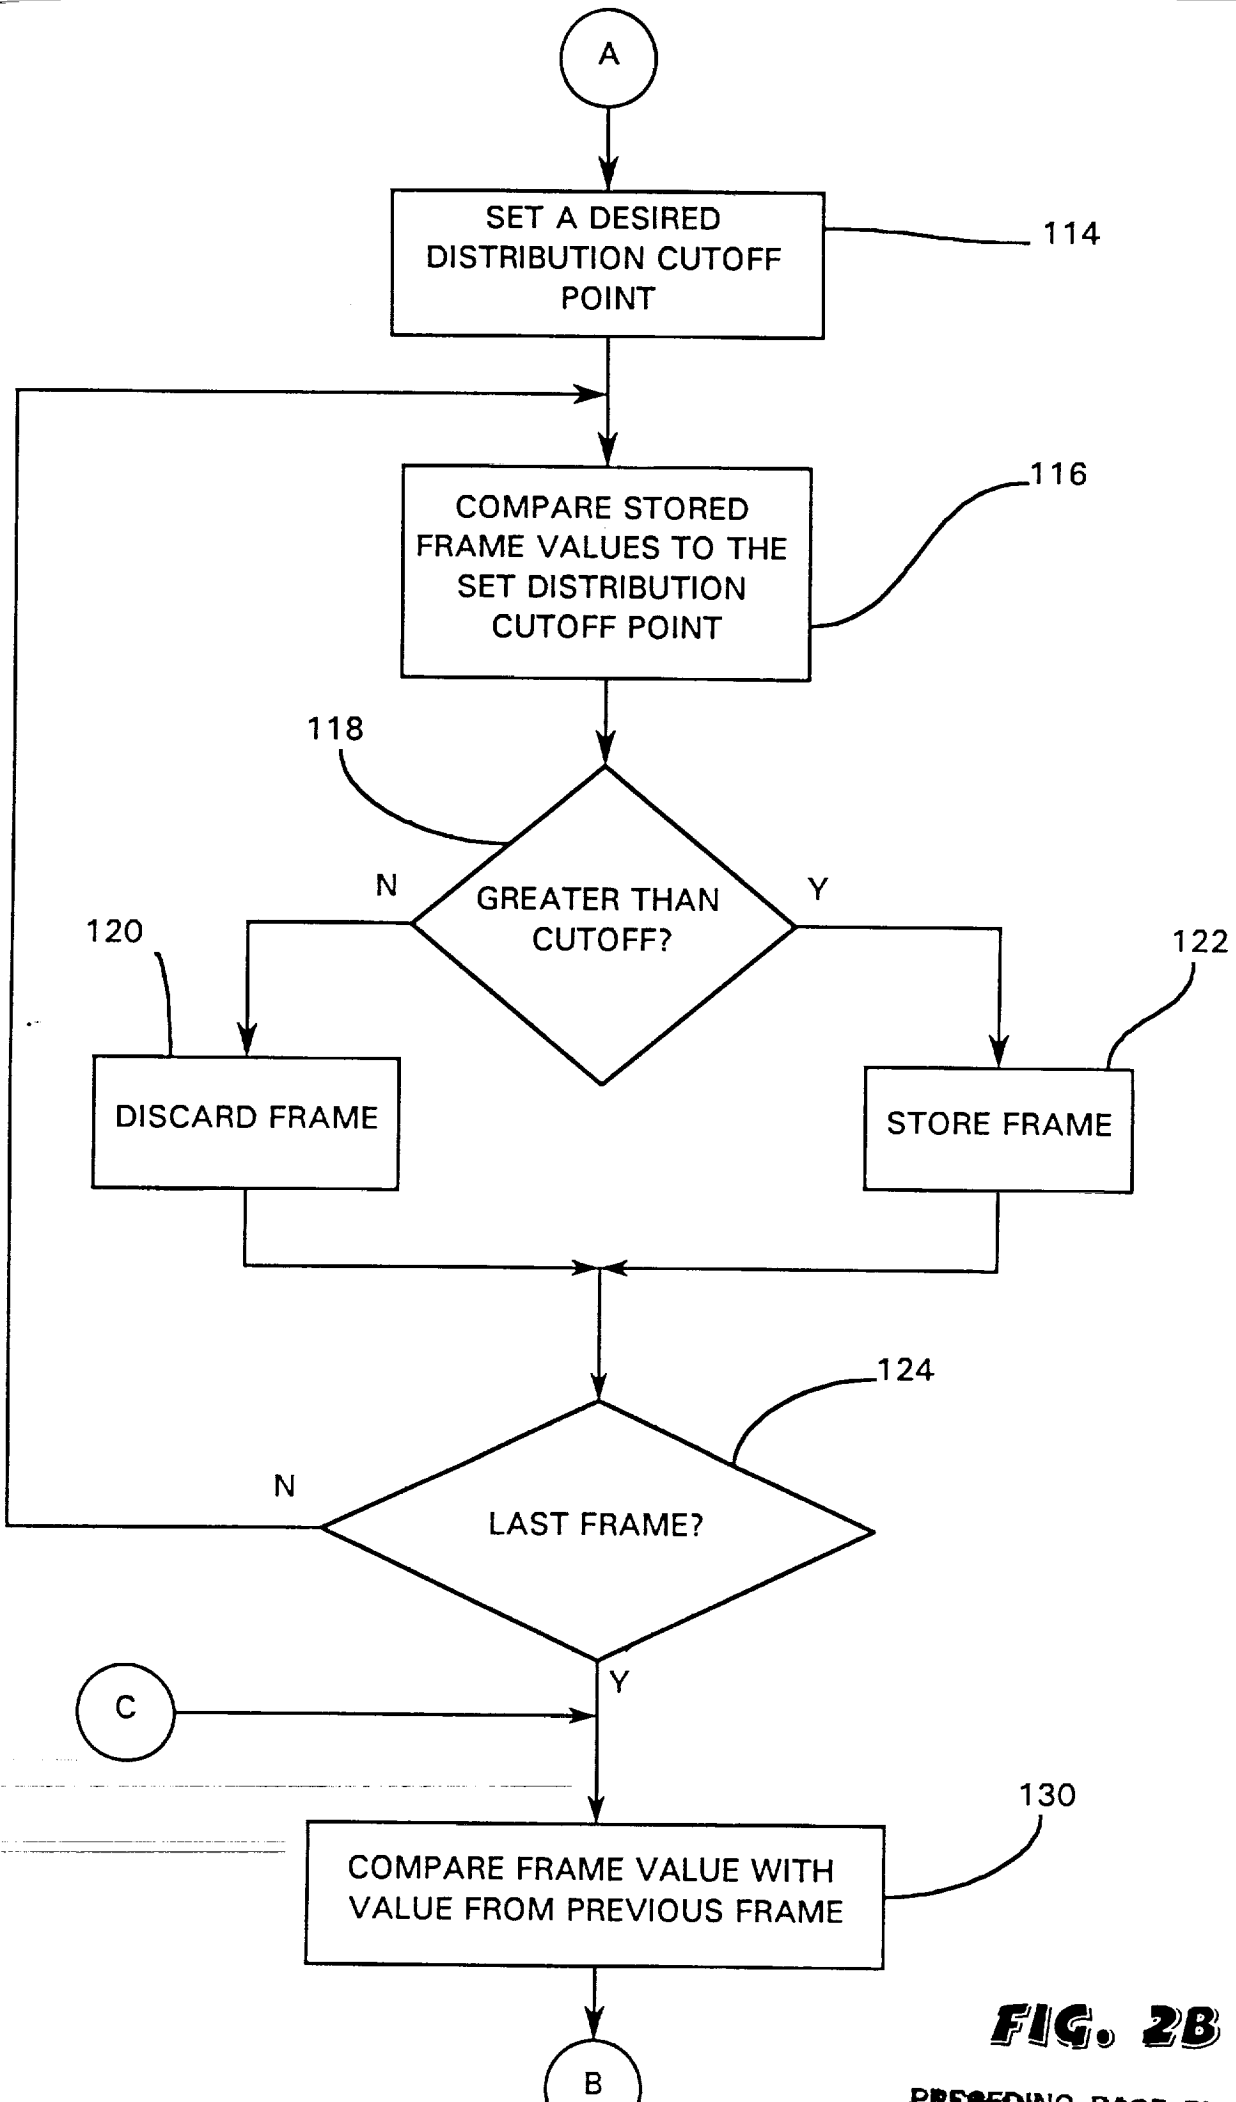 A
SET A DESIRED
DISTRIBUTION CUTOFF
POINT
114
COMPARE STORED
FRAME VALUES TO THE
SET DISTRIBUTION
CUTOFF POINT
116
118
GREATER THAN
CUTOFF?
N
Y
120
122
DISCARD FRAME
STORE FRAME
124
LAST FRAME?
N
Y
C
130
COMPARE FRAME VALUE WITH
VALUE FROM PREVIOUS FRAME
B
FIG. 2B